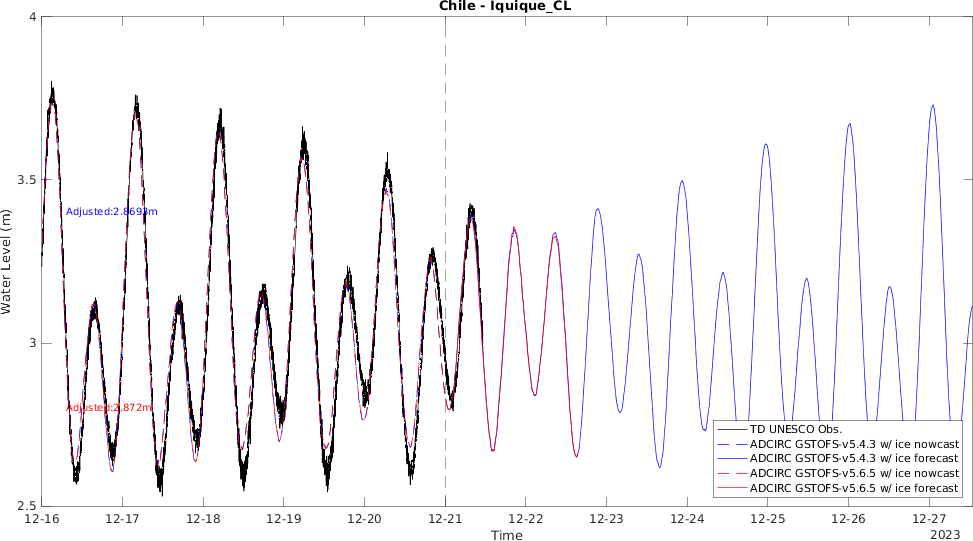 Chile - Iquique_CL
4
3.5
3
2.5
Water Level (m)
Adjusted:2.8693m
Adjusted:2.872m
TD UNESCO Obs.
ADCIRC GSTOFS-v5.4.3 w/ ice nowcast
ADCIRC GSTOFS-v5.4.3 w/ ice forecast
ADCIRC GSTOFS-v5.6.5 w/ ice nowcast
ADCIRC GSTOFS-v5.6.5 w/ ice forecast
12-16 12-17 12-18 12-19 12-20 12-21 12-22 12-23 12-24 12-25 12-26 12-27
Time
2023